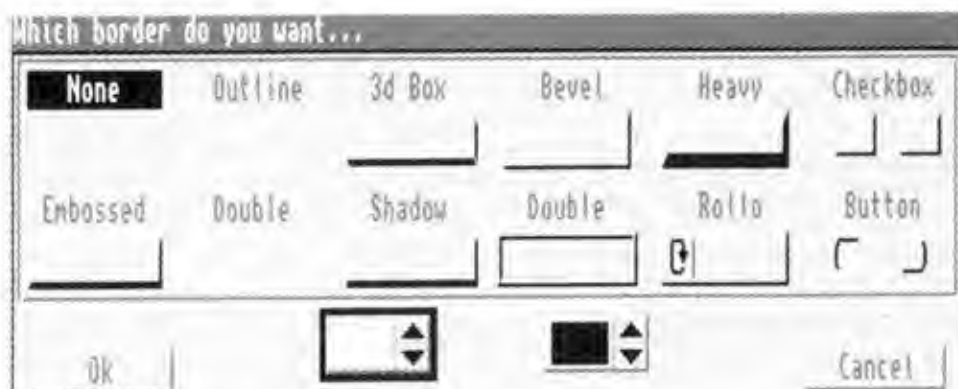 Which border do you want...
None Outline 3d Box Bevel Heavy Checkbox
Embossed Double Shadow Double Rollo Button
Ok Cancel